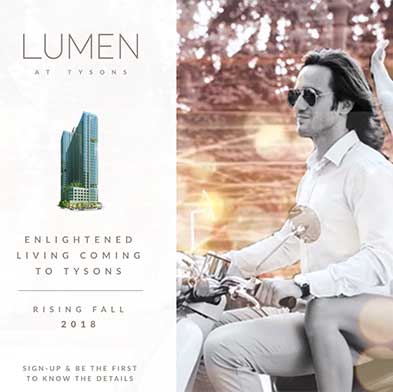 LUMEN
AT TYSONS
ENLIGHTENED
LIVING COMING
TO TYSONS
RISING FALL
2018
SIGN-UP & BE THE FIRST
TO KNOW THE DETAILS